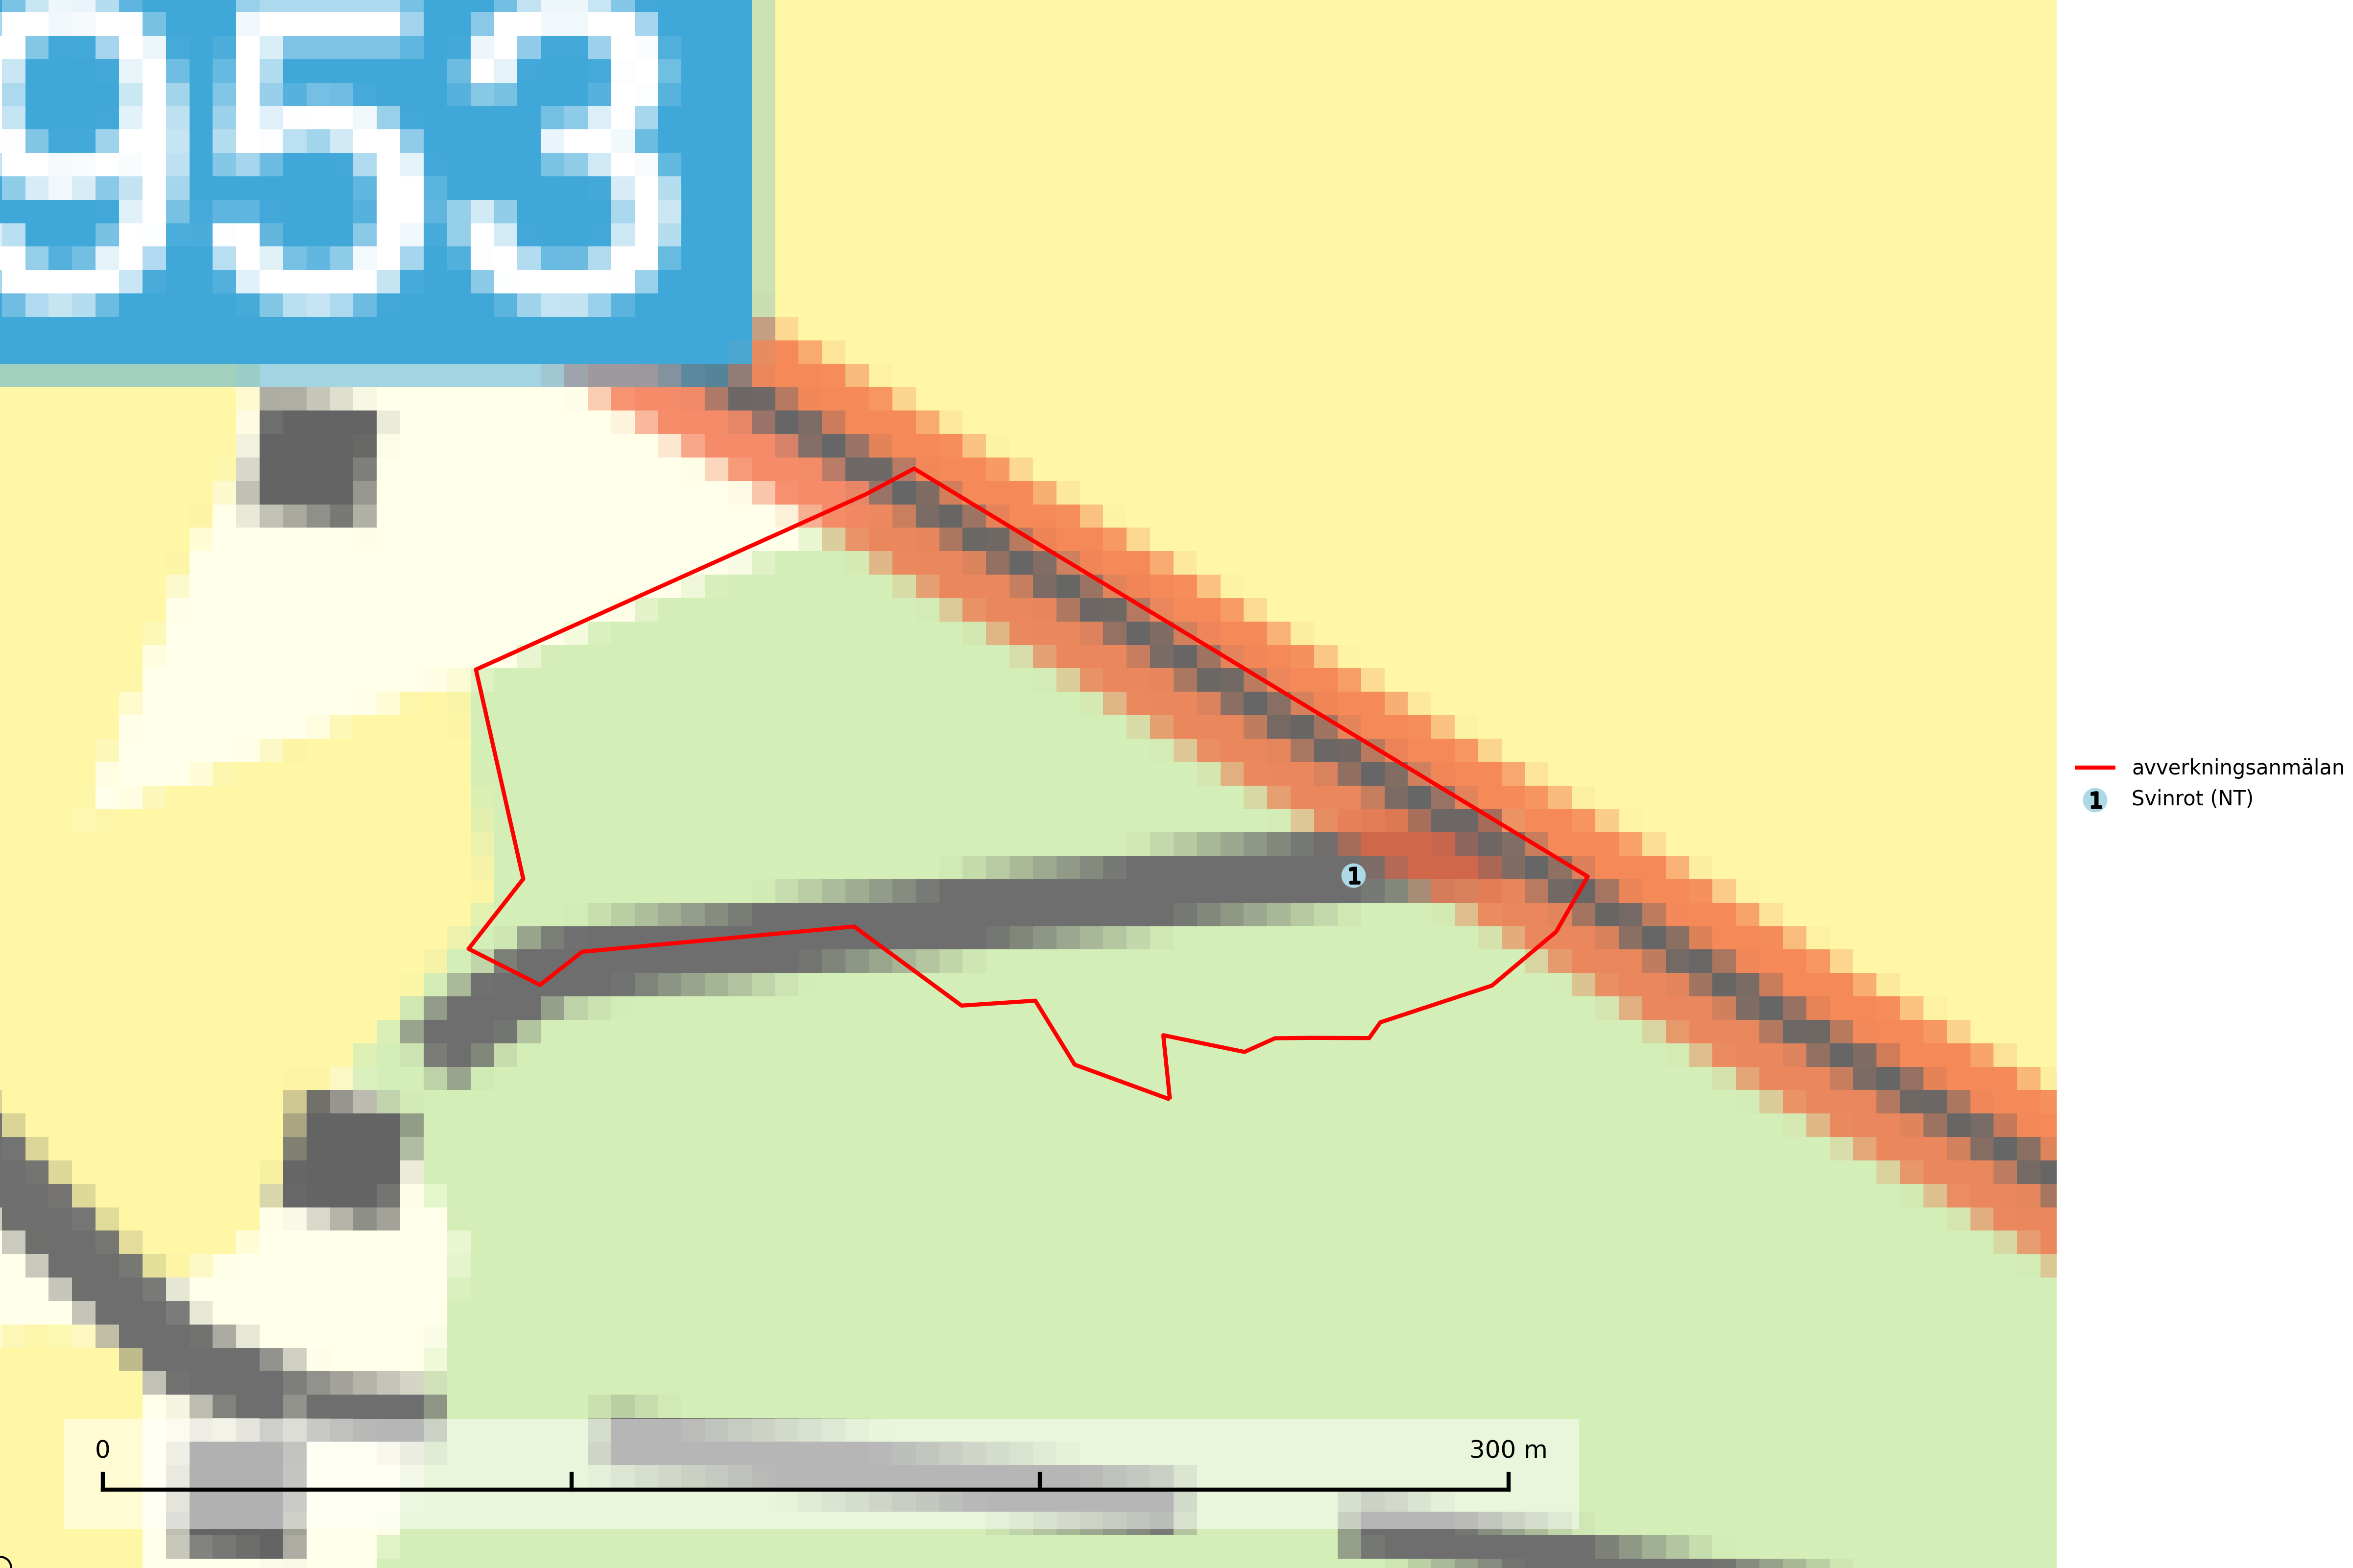 953
avverkningsanmälan
1 Svinrot (NT)
1
0 300 m